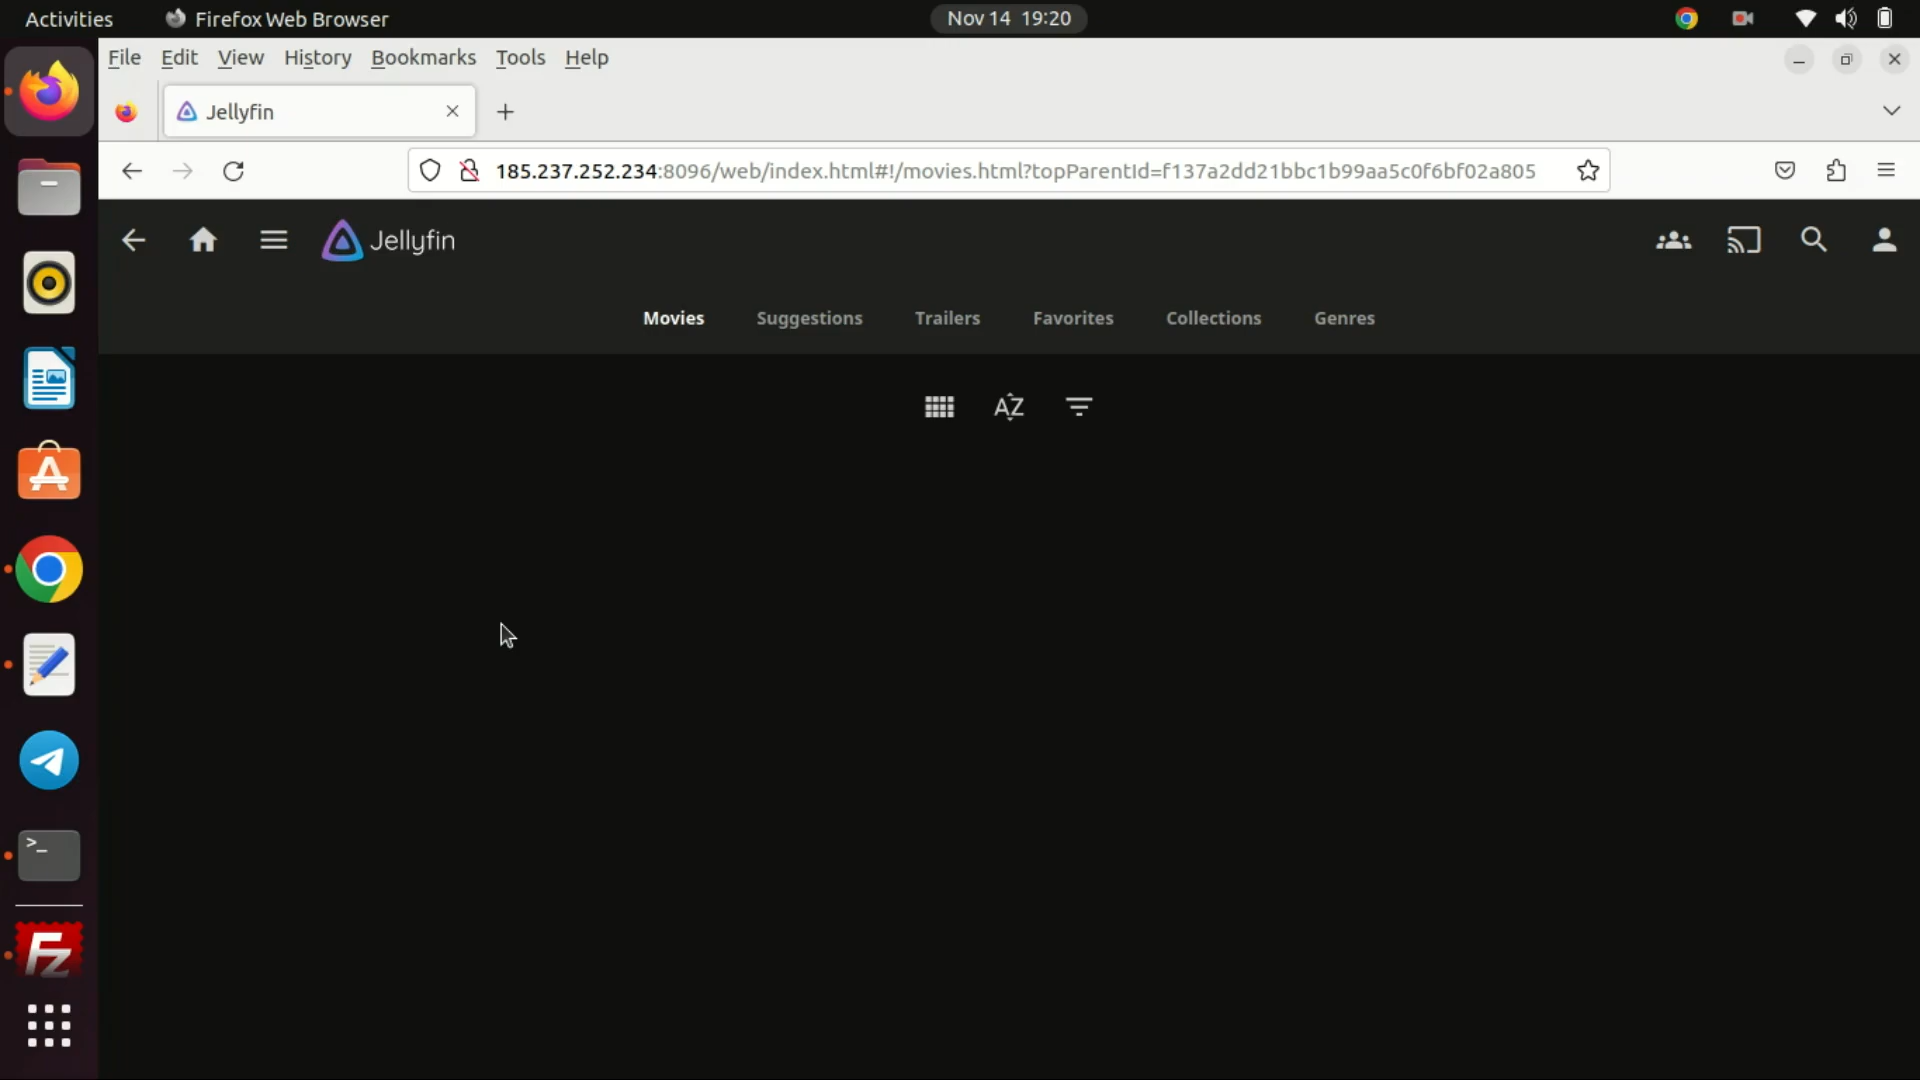 Activities Firefox Web Browser Nov 14 19:20
File Edit View History Bookmarks Tools Help
Jellyfin
185.237.252.234:8096/web/index.html#!/movies.html?topParentId=f137a2dd21bbc1b99aa5c0f6bf02a805
Jellyfin
Movies Suggestions Trailers Favorites Collections Genres
AZ
>_
Fz